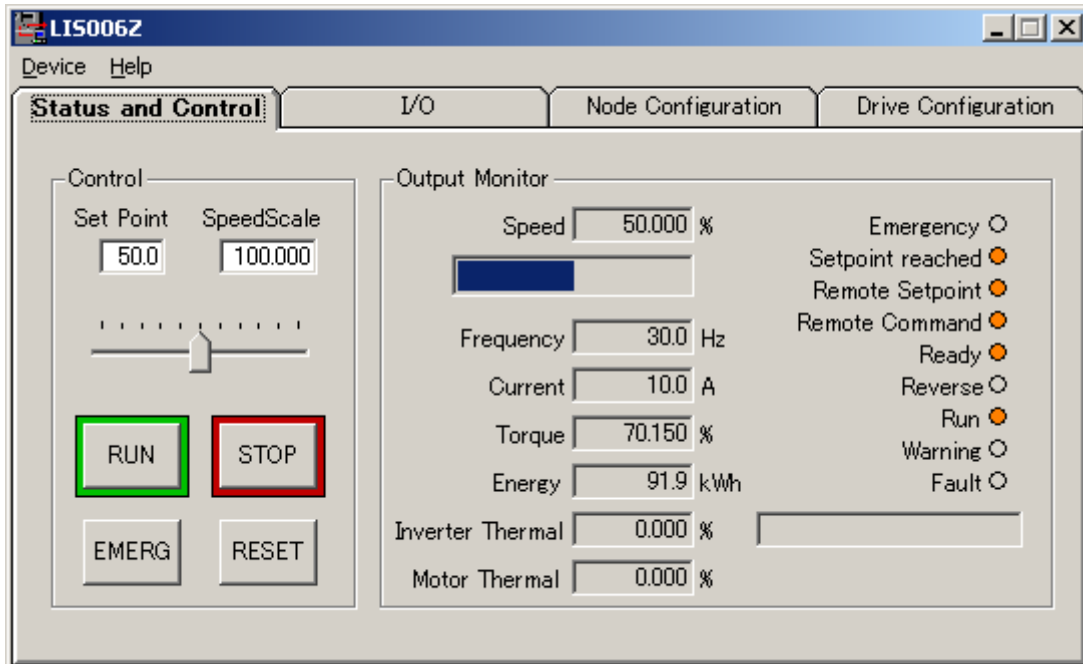 LIS006Z
Device Help
Status and Control I/O Node Configuration Drive Configuration
Control
Set Point SpeedScale
50.0 100.000
RUN STOP
EMERG RESET
Output Monitor
Speed 50.000 %
Frequency 30.0 Hz
Current 10.0 A
Torque 70.150 %
Energy 91.9 kWh
Inverter Thermal 0.000 %
Motor Thermal 0.000 %
Emergency
Setpoint reached
Remote Setpoint
Remote Command
Ready
Reverse
Run
Warning
Fault